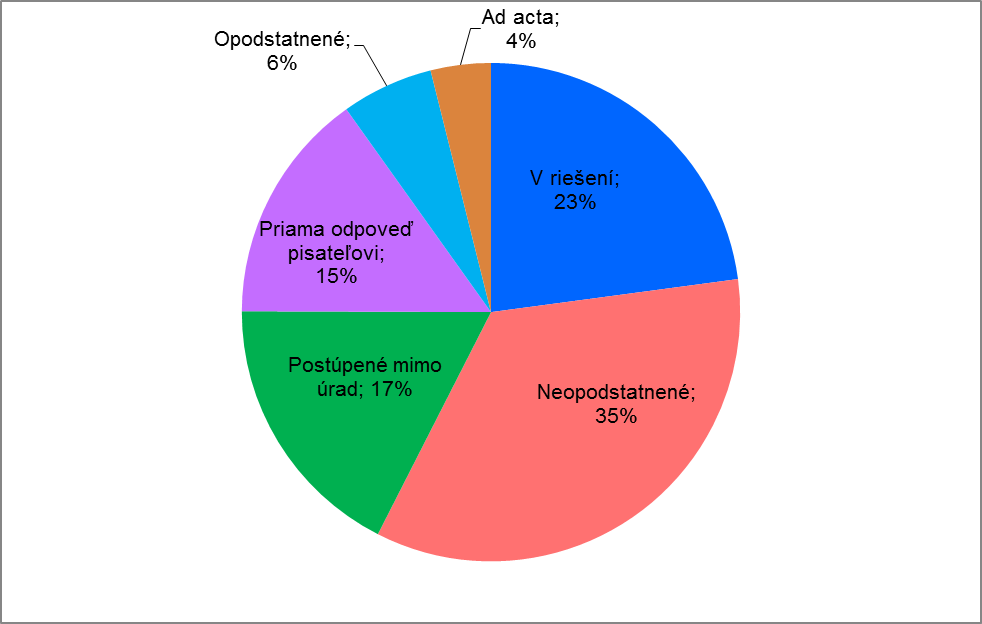 Ad acta;
4%
Opodstatnené;
6%
V riešení;
23%
Priama odpoveď
pisateľovi;
15%
Postúpené mimo
úrad; 17%
Neopodstatnené;
35%